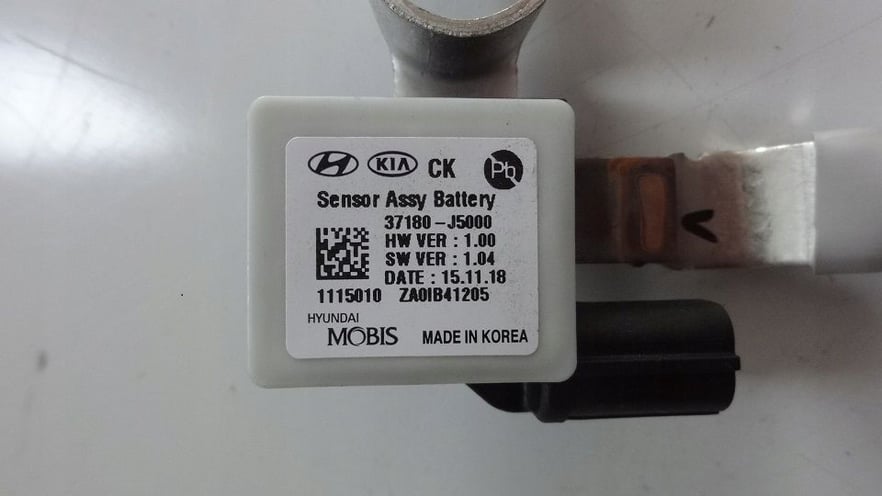 KIA CK Pb
Sensor Assy Battery
37180-J5000
HW VER : 1.00
SW VER : 1.04
DATE : 15.11.18
1115010 ZA0IB41205
HYUNDAI
MOBIS MADE IN KOREA
V